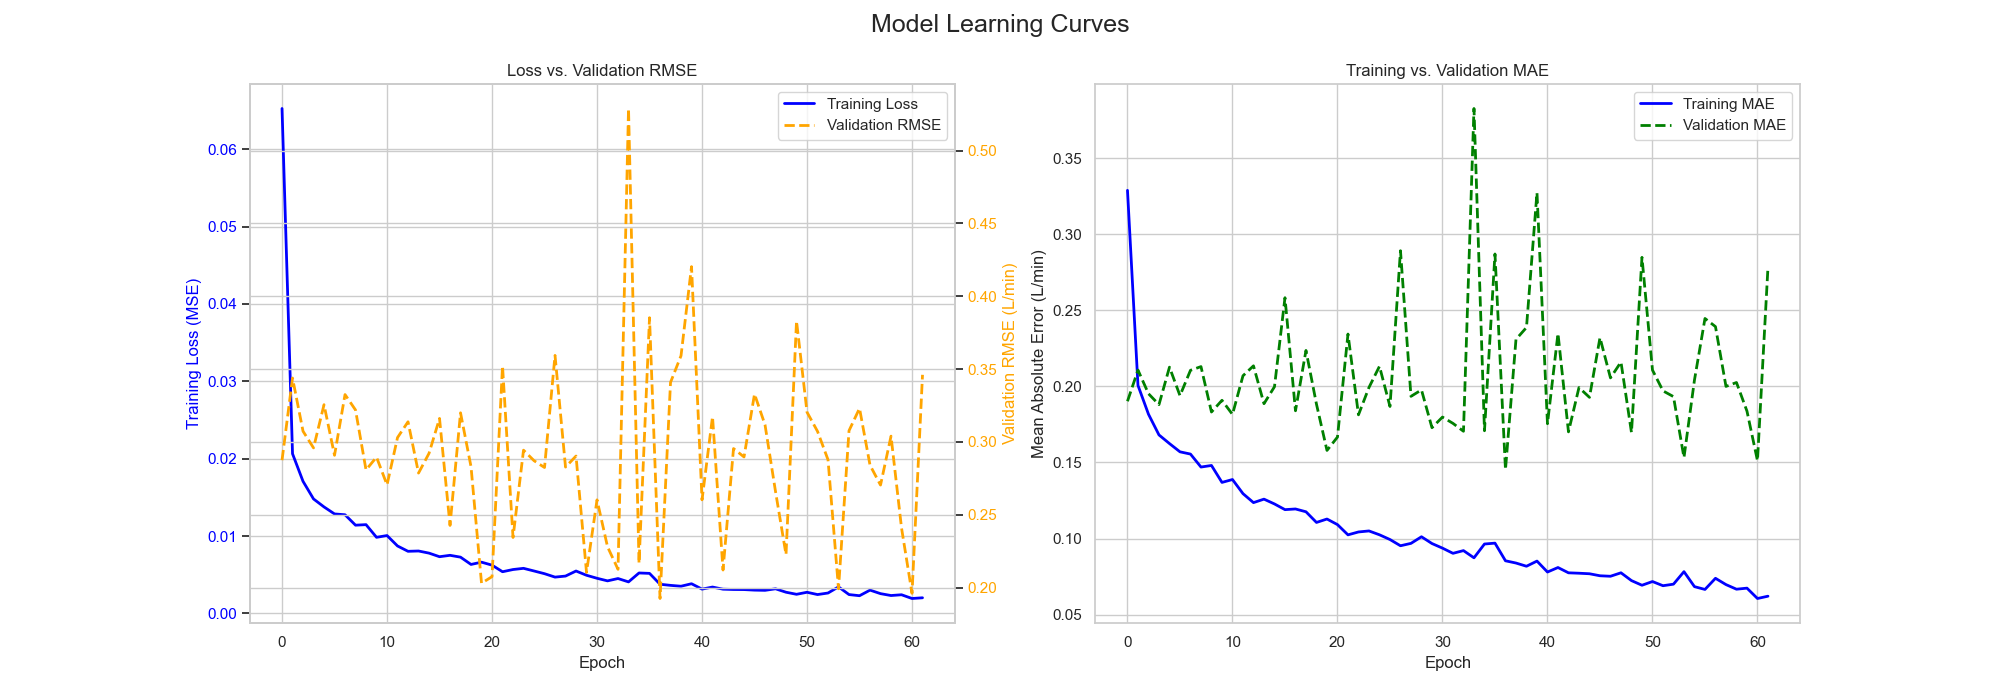 Model Learning Curves
Loss vs. Validation RMSE
Training Loss
Validation RMSE
Training Loss (MSE)
0.06
0.05
0.04
0.03
0.02
0.01
0.00
0.50
0.45
0.40
0.35
0.30
0.25
0.20
Validation RMSE (L/min)
0 10 20 30 40 50 60
Epoch
Training vs. Validation MAE
Training MAE
Validation MAE
Mean Absolute Error (L/min)
0.35
0.30
0.25
0.20
0.15
0.10
0.05
0 10 20 30 40 50 60
Epoch